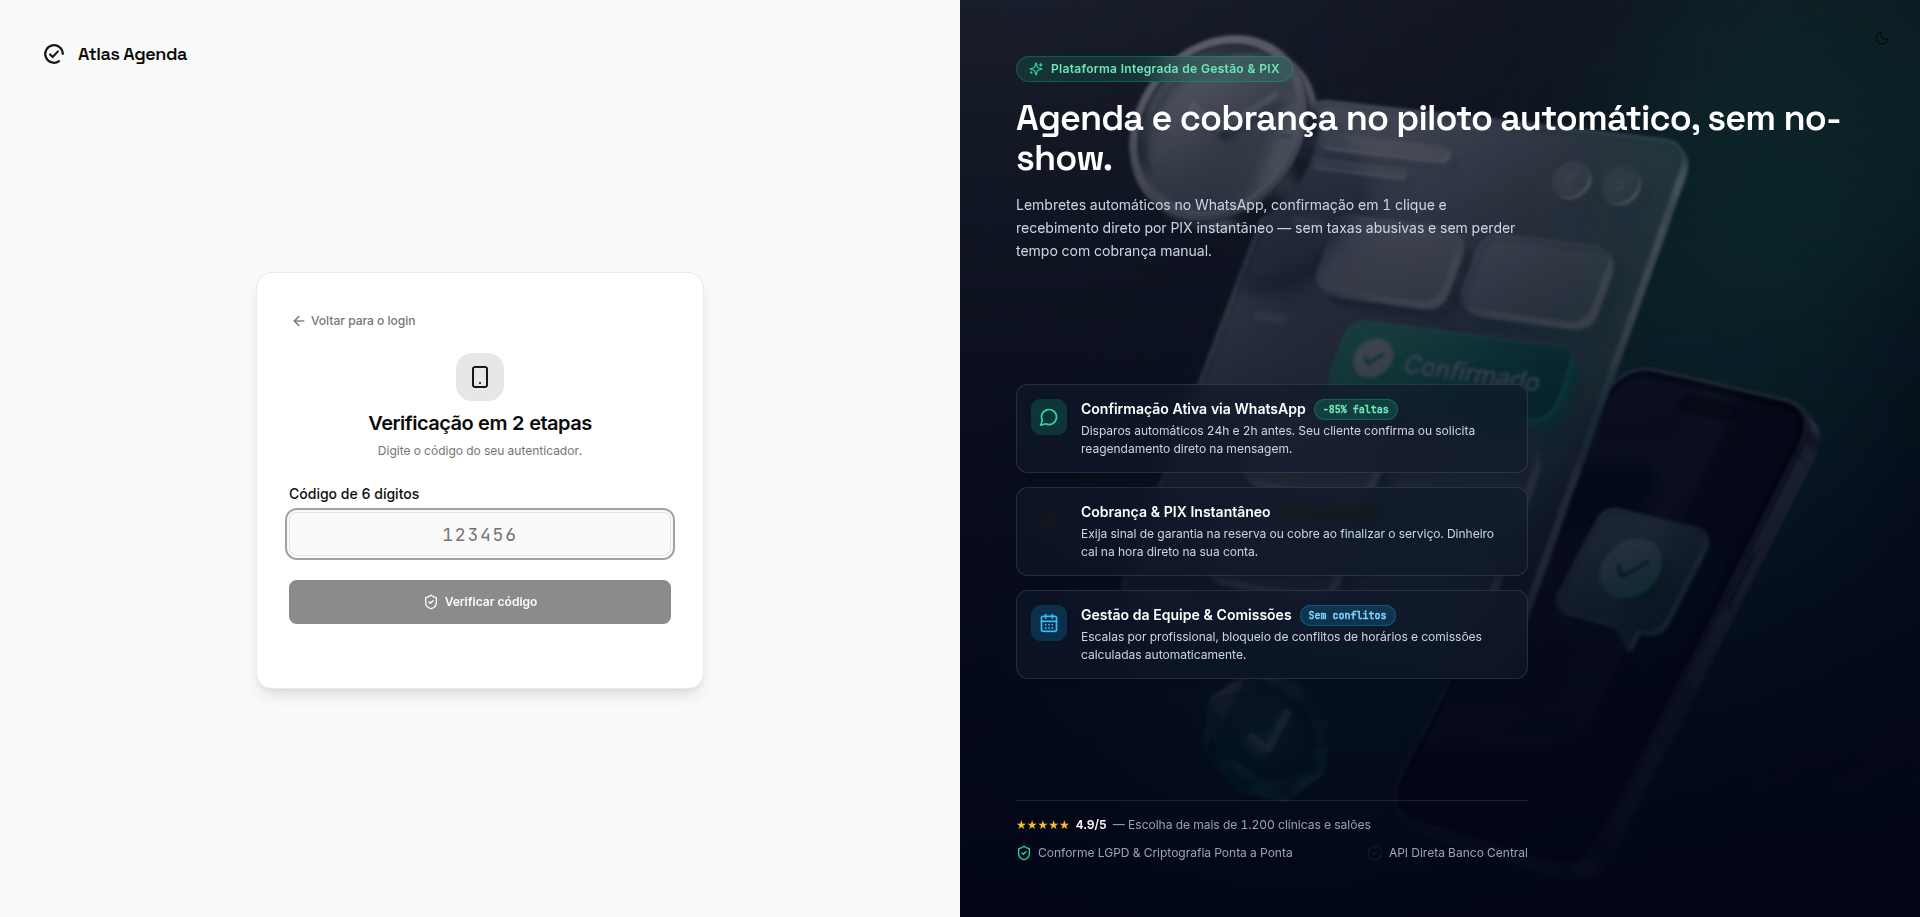 Atlas Agenda
Voltar para o login
Verificação em 2 etapas
Digite o código do seu autenticador.
Código de 6 dígitos
123456
Verificar código
Plataforma Integrada de Gestão & PIX
Agenda e cobrança no piloto automático, sem no-
show.
Lembretes automáticos no WhatsApp, confirmação em 1 clique e
recebimento direto por PIX instantâneo — sem taxas abusivas e sem perder
tempo com cobrança manual.
Confirmado
Confirmação Ativa via WhatsApp -85% faltas
Disparos automáticos 24h e 2h antes. Seu cliente confirma ou solicita
reagendamento direto na mensagem.
Cobrança & PIX Instantâneo
Exija sinal de garantia na reserva ou cobre ao finalizar o serviço. Dinheiro
cai na hora direto na sua conta.
Gestão da Equipe & Comissões Sem conflitos
Escalas por profissional, bloqueio de conflitos de horários e comissões
calculadas automaticamente.
★★★★★ 4.9/5 — Escolha de mais de 1.200 clínicas e salões
Conforme LGPD & Criptografia Ponta a Ponta
API Direta Banco Central